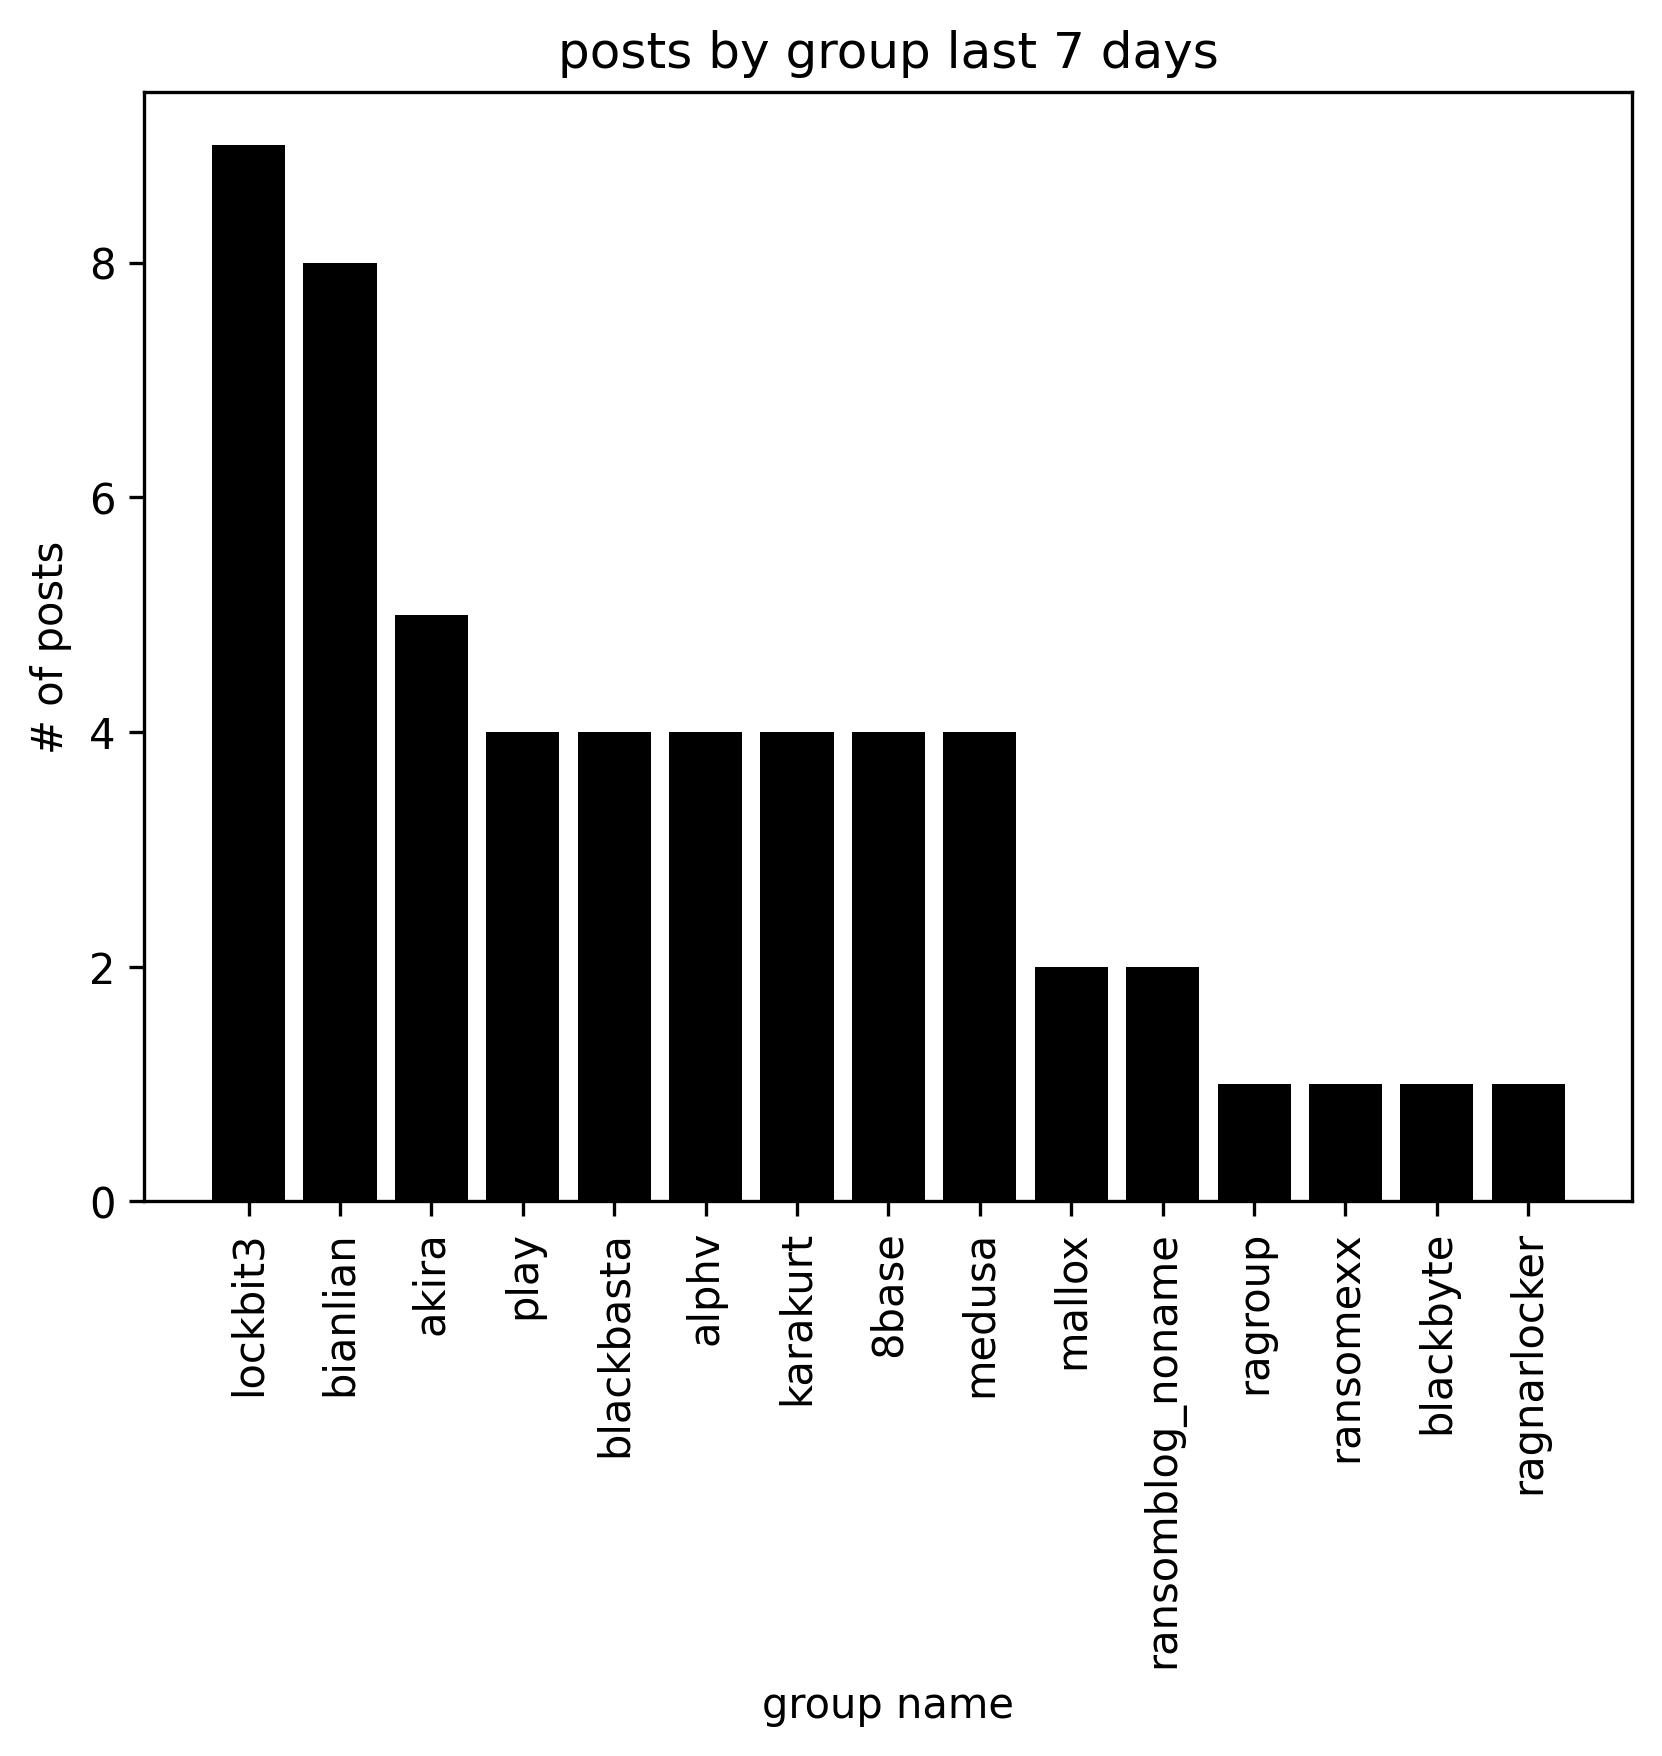 posts by group last 7 days
# of posts
8
6
4
2
0
lockbit3
bianlian
akira
play
blackbasta
alphv
karakurt
8base
medusa
mallox
ransomblog_noname
ragroup
ransomexx
blackbyte
ragnarlocker
group name